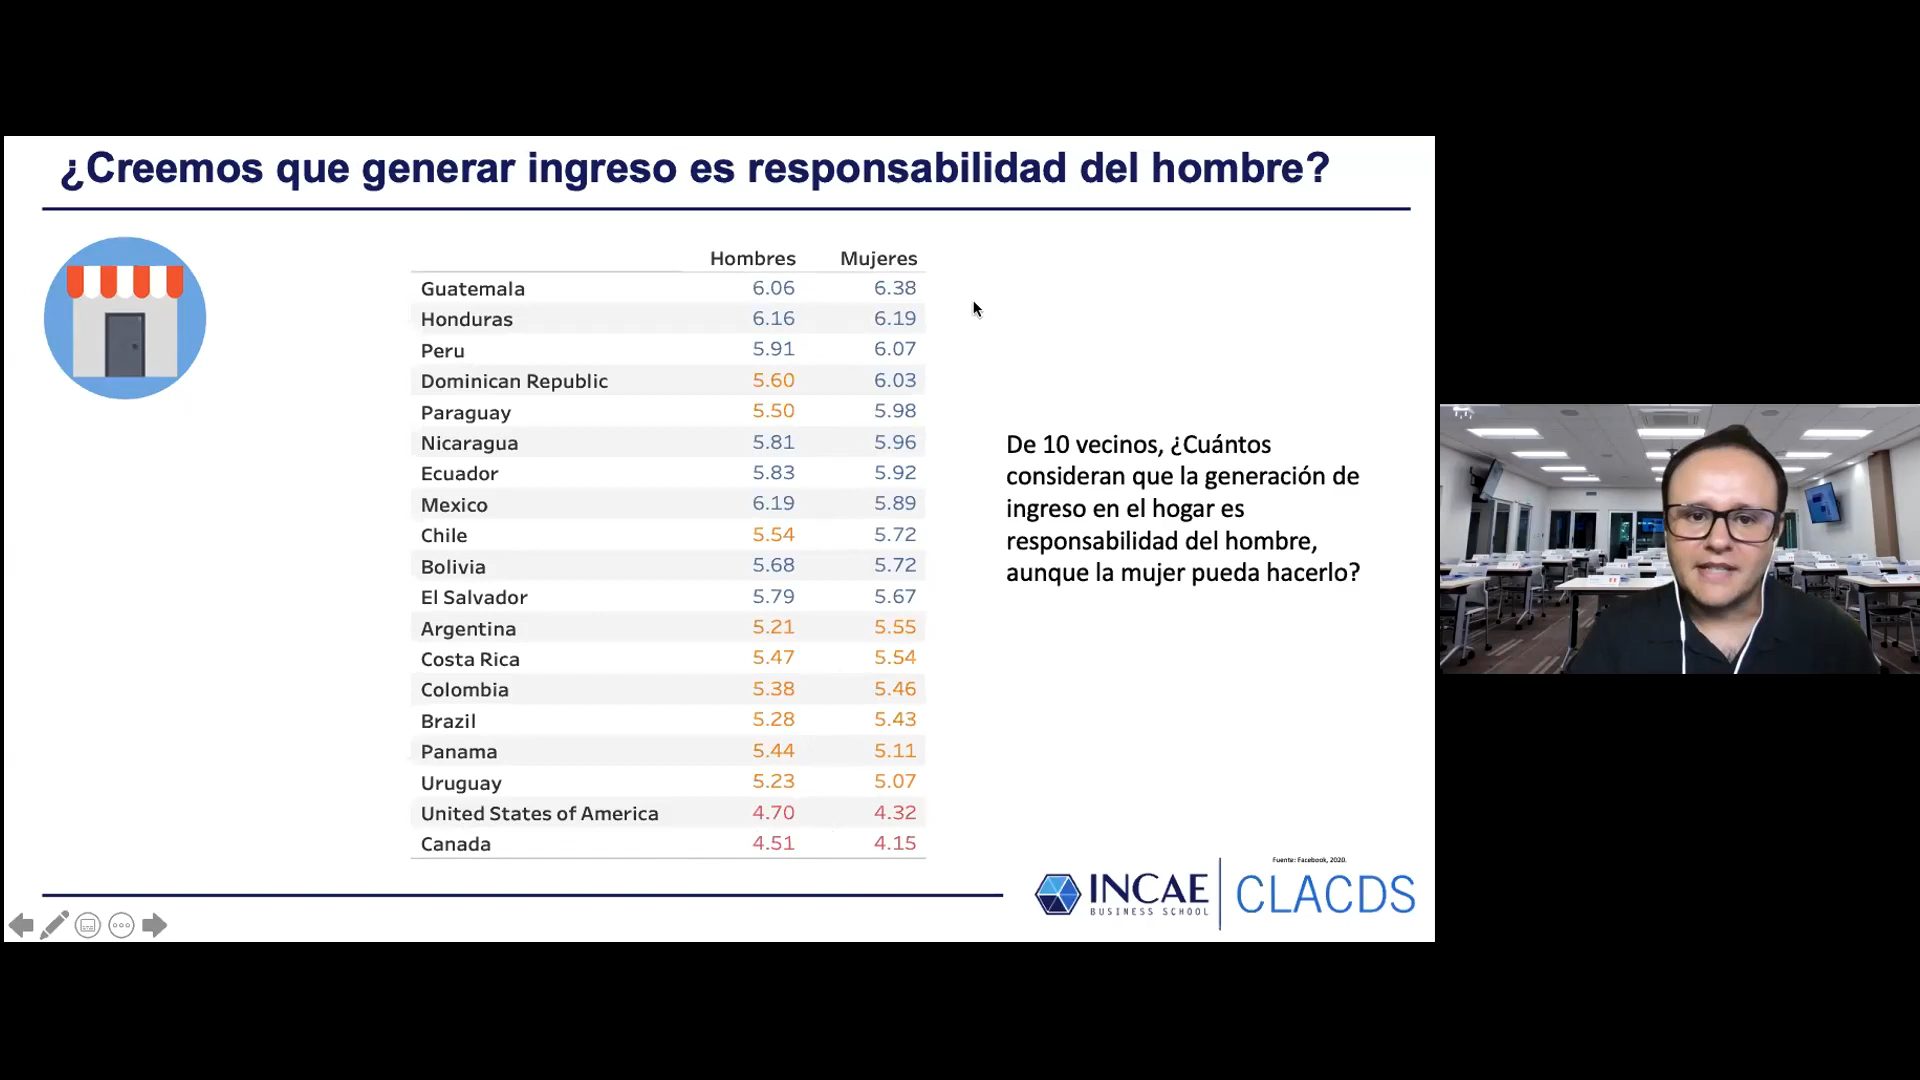 ¿Creemos que generar ingreso es responsabilidad del hombre?
Hombres Mujeres
Guatemala 6.06 6.38
Honduras 6.16 6.19
Peru 5.91 6.07
Dominican Republic 5.60 6.03
Paraguay 5.50 5.98
Nicaragua 5.81 5.96
Ecuador 5.83 5.92
Mexico 6.19 5.89
Chile 5.54 5.72
Bolivia 5.68 5.72
El Salvador 5.79 5.67
Argentina 5.21 5.55
Costa Rica 5.47 5.54
Colombia 5.38 5.46
Brazil 5.28 5.43
Panama 5.44 5.11
Uruguay 5.23 5.07
United States of America 4.70 4.32
Canada 4.51 4.15
De 10 vecinos, ¿Cuántos
consideran que la generación de
ingreso en el hogar es
responsabilidad del hombre,
aunque la mujer pueda hacerlo?
Fuente: Facebook, 2020.
INCAE
BUSINESS SCHOOL
CLACDS